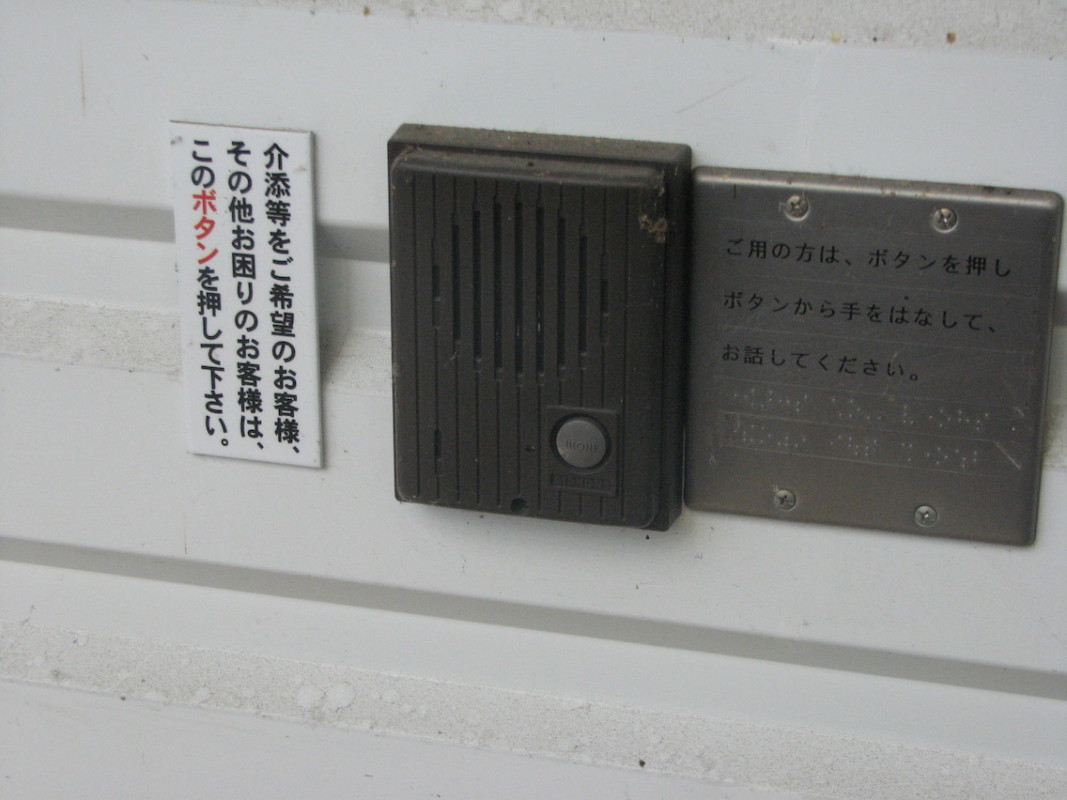 介添等をご希望のお客様、
その他お困りのお客様は、
このボタンを押して下さい。
ご用の方は、ボタンを押し
ボタンから手をはなして、
お話してください。